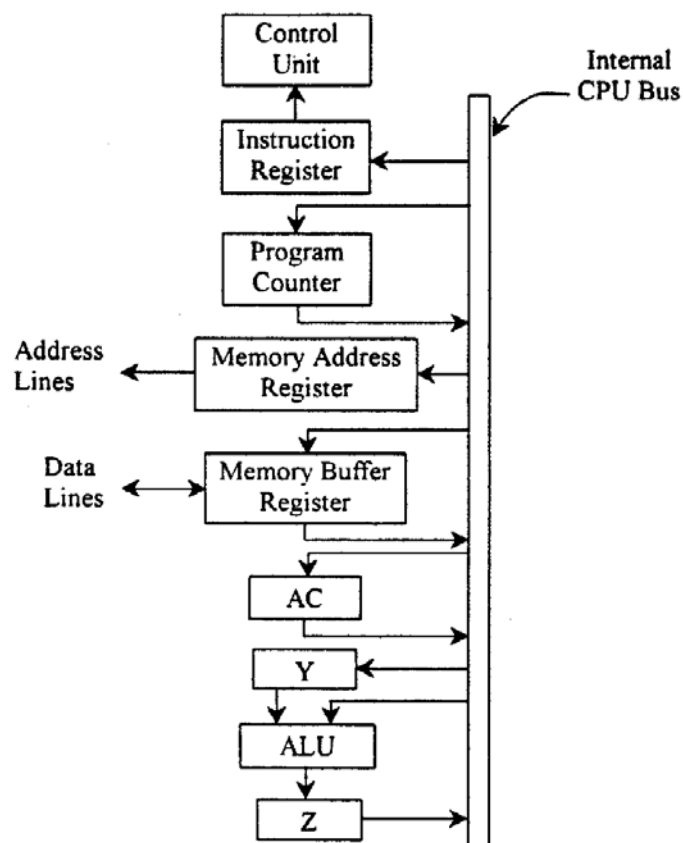 Control
Unit
Internal
CPU Bus
Instruction
Register
Program
Counter
Address
Lines
Memory Address
Register
Data
Lines
Memory Buffer
Register
AC
Y
ALU
Z